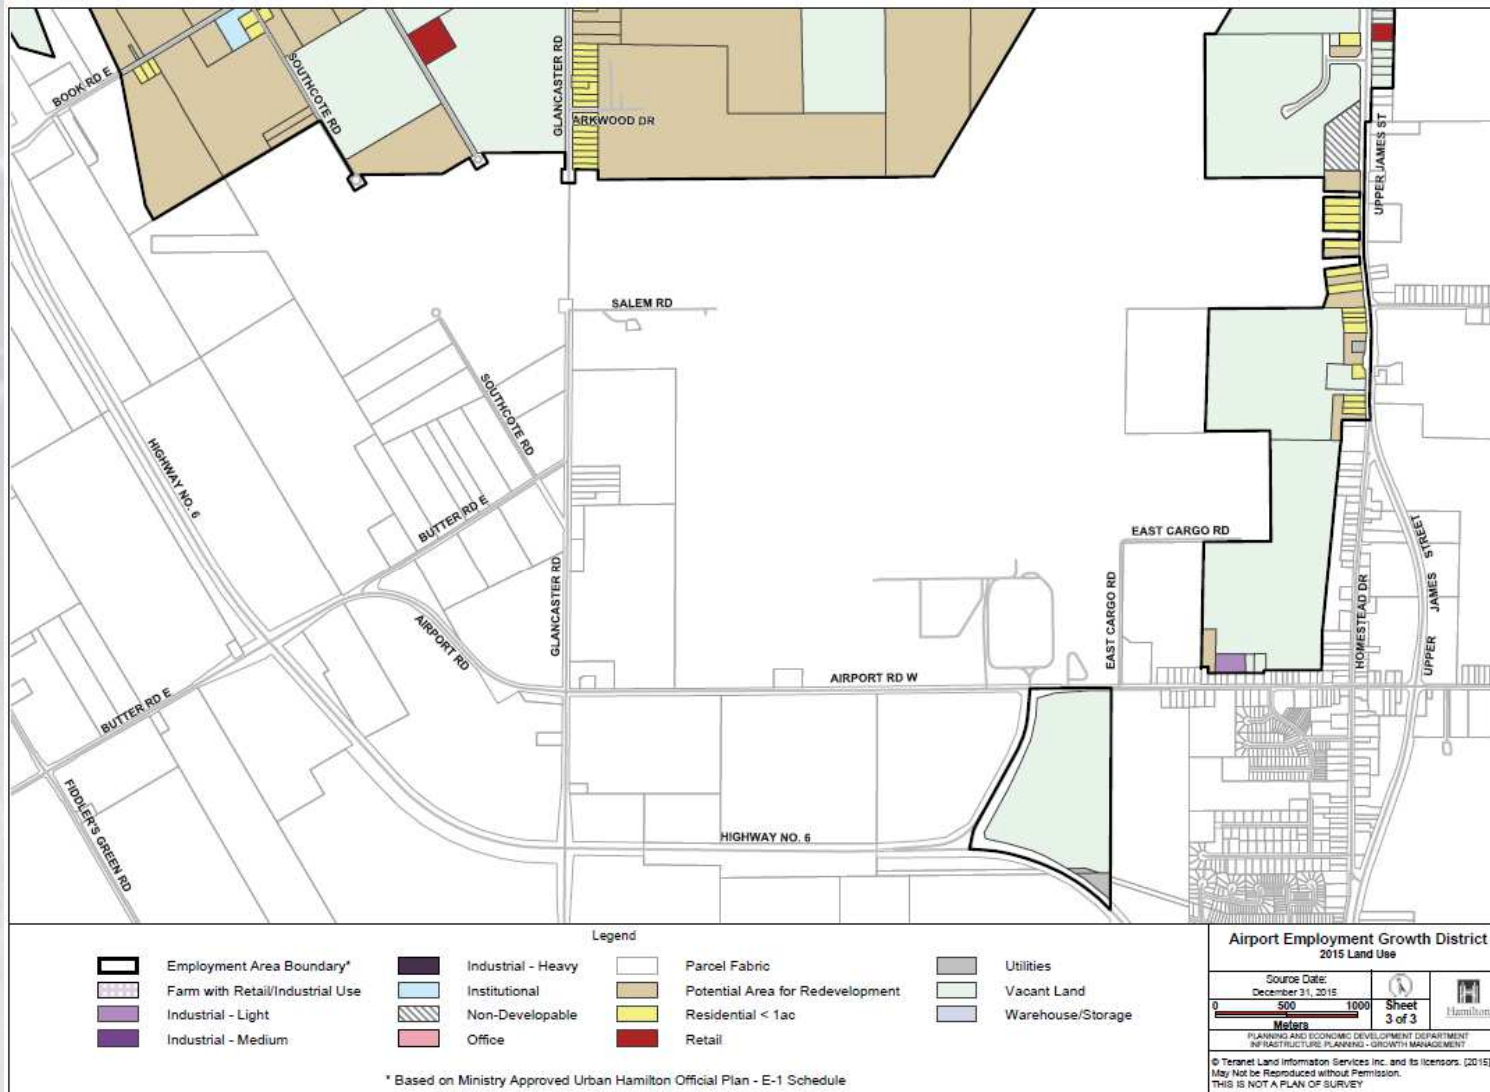 BOOK RD E
SOUTHCOTE RD
GLANCASTER RD
ARKWOOD DR
UPPER JAMES ST
SALEM RD
SOUTHCOTE RD
HIGHWAY NO. 6
BUTTER RD E
EAST CARGO RD
UPPER JAMES STREET
GLANCASTER RD
AIRPORT RD
EAST CARGO RD
HOMESTEAD DR
AIRPORT RD W
BUTTER RD E
FIDDLER'S GREEN RD
HIGHWAY NO. 6
Legend
Employment Area Boundary*
Farm with Retail/Industrial Use
Industrial - Light
Industrial - Medium
Industrial - Heavy
Institutional
Non-Developable
Office
Parcel Fabric
Potential Area for Redevelopment
Residential < 1ac
Retail
Utilities
Vacant Land
Warehouse/Storage
* Based on Ministry Approved Urban Hamilton Official Plan - E-1 Schedule
Airport Employment Growth District
2015 Land Use
Source Date:
December 31, 2015
0 500 1000
Meters
Sheet
3 of 3
Hamilton
PLANNING AND ECONOMIC DEVELOPMENT DEPARTMENT
INFRASTRUCTURE PLANNING - GROWTH MANAGEMENT
© Teranet Land Information Services Inc. and its licensors. [2015]
May Not be Reproduced without Permission.
THIS IS NOT A PLAN OF SURVEY